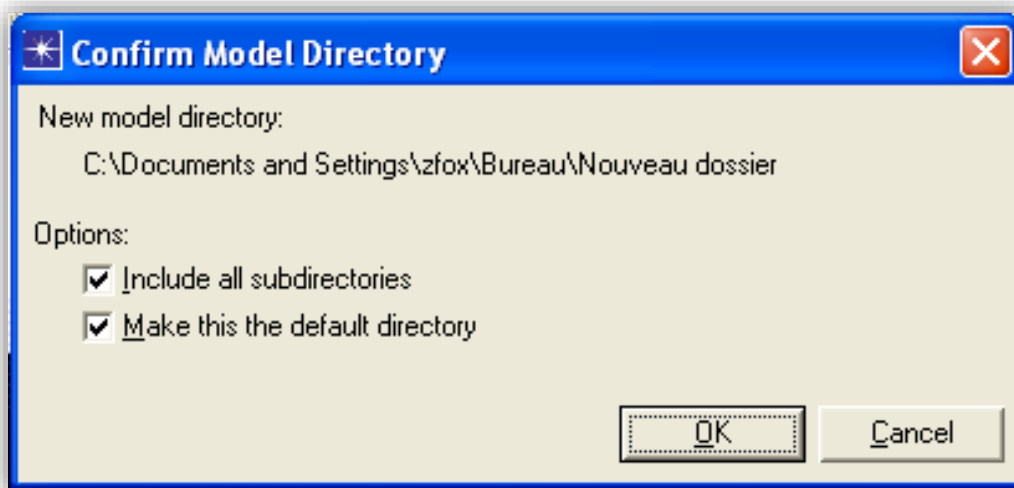 Confirm Model Directory
New model directory:
C:\Documents and Settings\zfox\Bureau\Nouveau dossier
Options:
Include all subdirectories
Make this the default directory
OK
Cancel